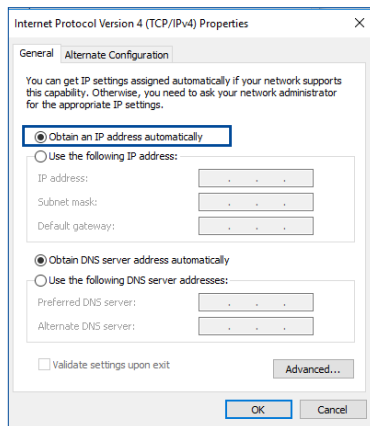 Internet Protocol Version 4 (TCP/IPv4) Properties
General Alternate Configuration
You can get IP settings assigned automatically if your network supports
this capability. Otherwise, you need to ask your network administrator
for the appropriate IP settings.
Obtain an IP address automatically
Use the following IP address:
IP address:
Subnet mask:
Default gateway:
Obtain DNS server address automatically
Use the following DNS server addresses:
Preferred DNS server:
Alternate DNS server:
Validate settings upon exit
Advanced...
OK Cancel